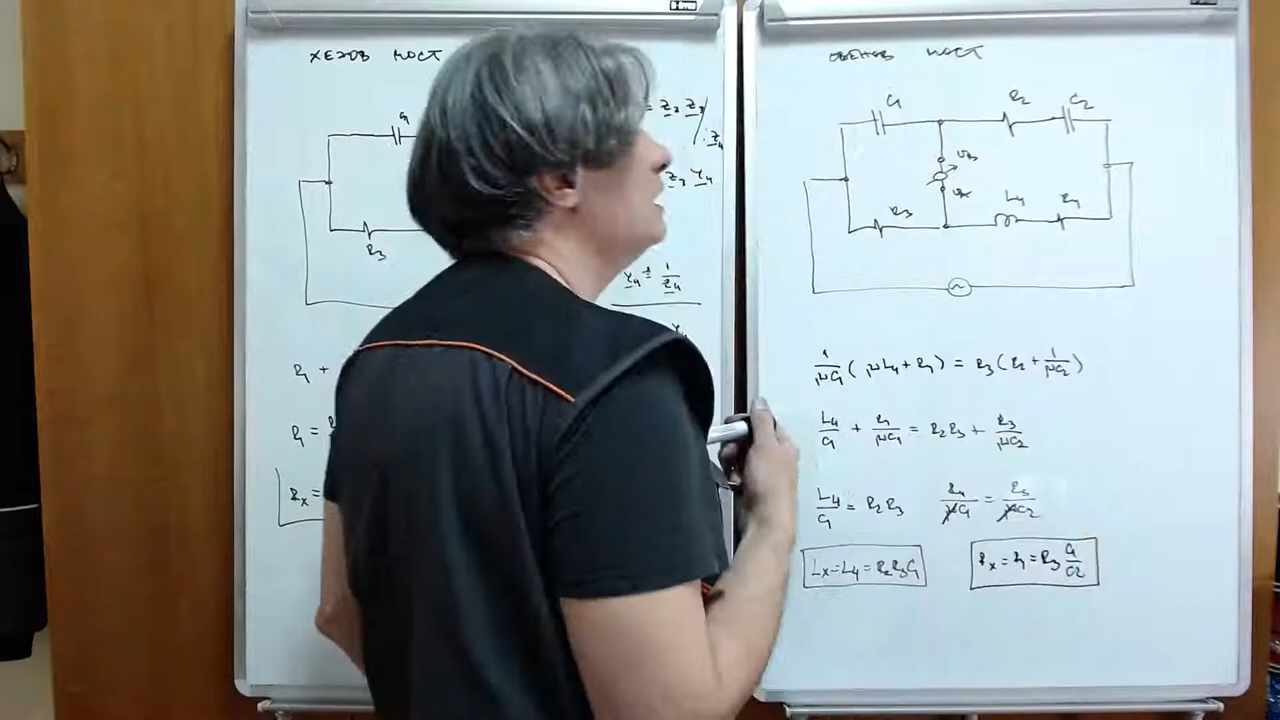 ХЕЕВ МОСТ
C1
R3
= Z2 Z3 /. Z4
Z3 Y4
Y4 ≙ 1/Z4
Y4
R1 +
R1 =
Rx =
ОВЕНОВ МОСТ
C1 R2 C2
R3 L4 R4
1/jωC1 (jωL4 + R4) = R3 (R2 + 1/jωC2)
L4/C1 + R4/jωC1 = R2R3 + R3/jωC2
L4/C1 = R2R3 R4/jωC1 = R3/jωC2
Lx = L4 = R2R3C1 Rx = R4 = R3 C1/C2